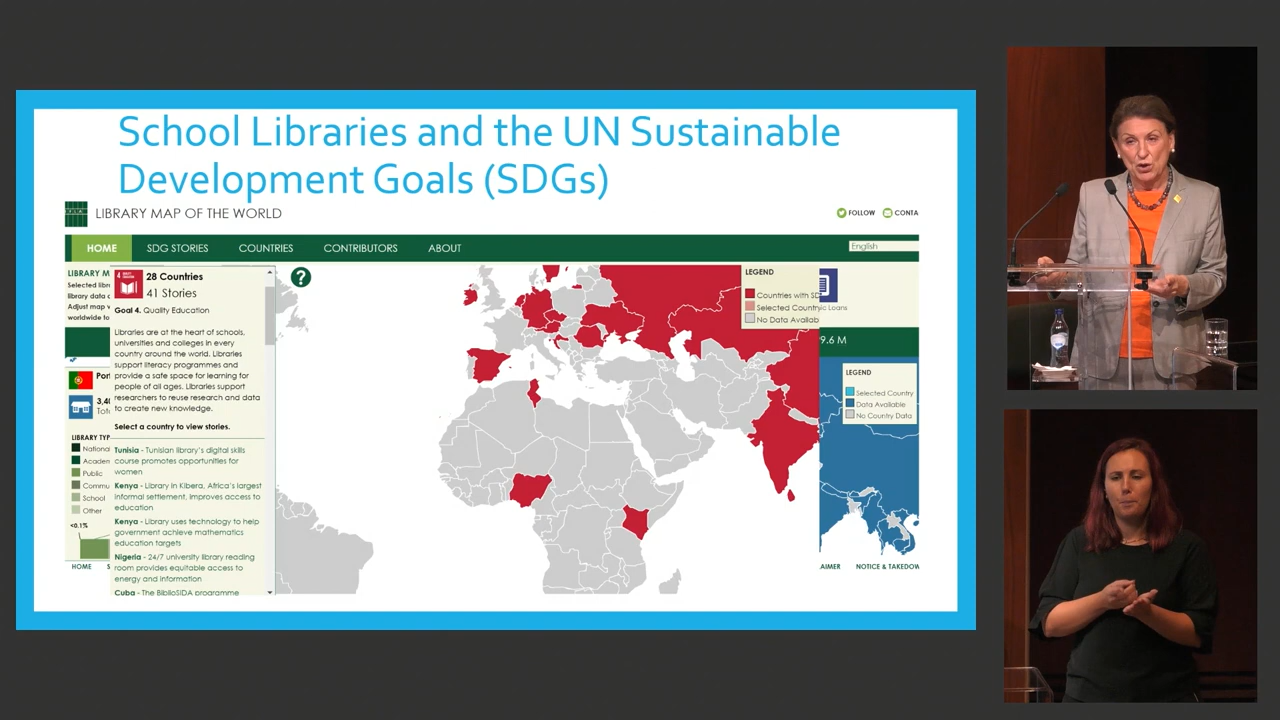 School Libraries and the UN Sustainable
Development Goals (SDGs)
LIBRARY MAP OF THE WORLD
FOLLOW
CONTA
HOME
SDG STORIES
COUNTRIES
CONTRIBUTORS
ABOUT
English
LIBRARY M
Selected libr
library data c
Adjust map v
worldwide to
4
28 Countries
41 Stories
Goal 4. Quality Education
Libraries are at the heart of schools,
universities and colleges in every
country around the world. Libraries
support literacy programmes and
provide a safe space for learning for
people of all ages. Libraries support
researchers to reuse research and data
to create new knowledge.
Select a country to view stories.
Tunisia - Tunisian library's digital skills
course promotes opportunities for
women
Kenya - Library in Kibera, Africa's largest
informal settlement, improves access to
education
Kenya - Library uses technology to help
government achieve mathematics
education targets
Nigeria - 24/7 university library reading
room provides equitable access to
energy and information
Cuba - The BiblioSIDA programme
Por
3,40
Tot
LIBRARY TYP
Nationa
Academ
Public
Commu
School
Other
<0.1%
HOME
S
?
LEGEND
Countries with SD
Selected Country
No Data Availab
ic Loans
9.6 M
LEGEND
Selected Country
Data Available
No Country Data
AIMER
NOTICE & TAKEDOW